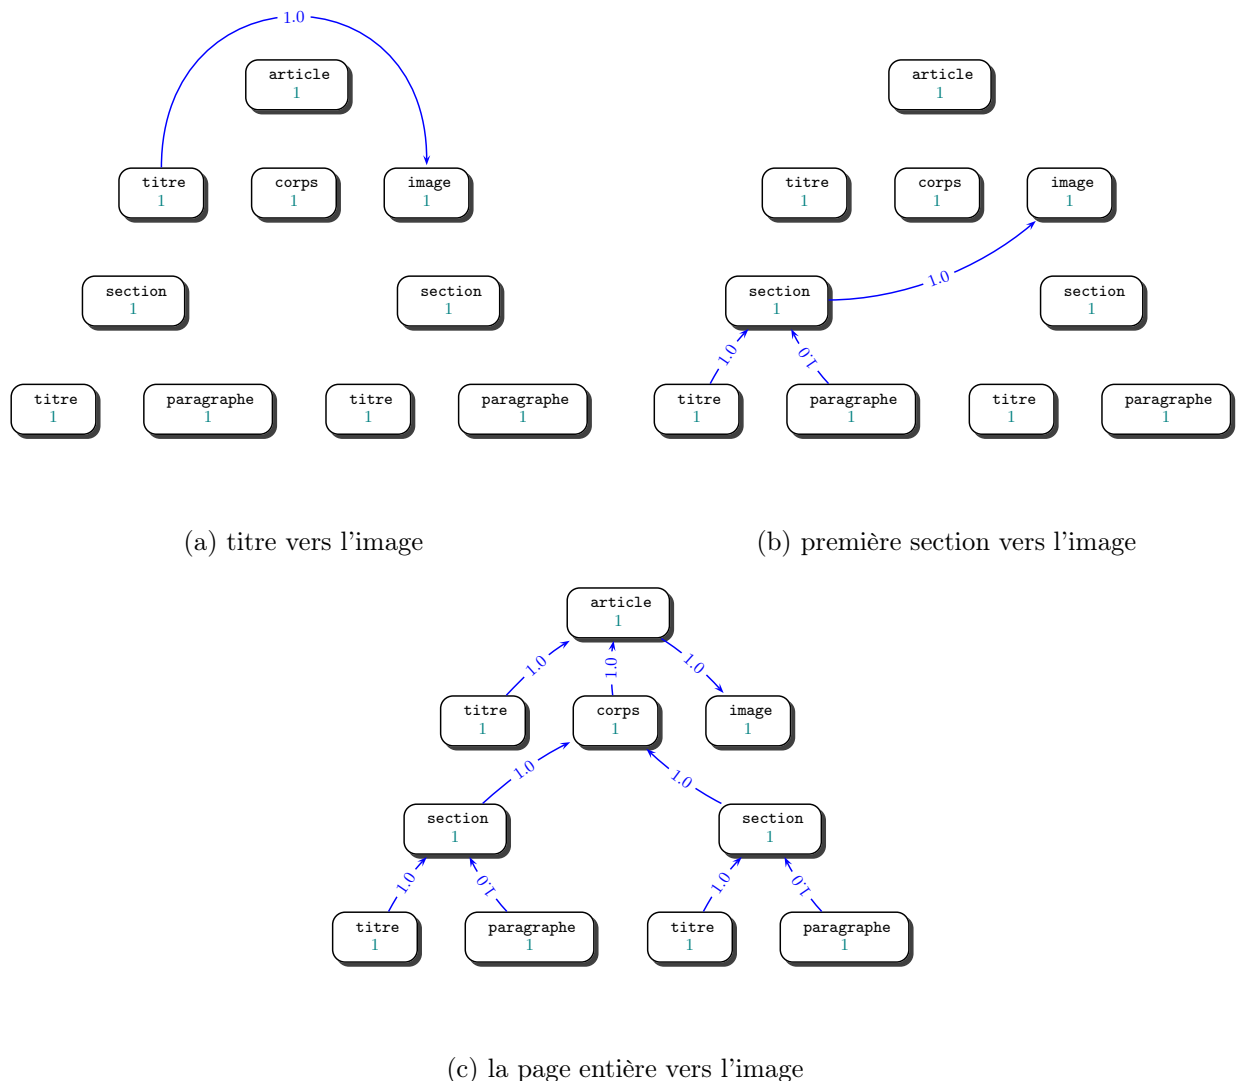 1.0
article
1
titre
1
corps
1
image
1
section
1
section
1
titre
1
paragraphe
1
titre
1
paragraphe
1
(a) titre vers l'image
article
1
titre
1
corps
1
image
1
1.0
section
1
section
1
1.0
1.0
titre
1
paragraphe
1
titre
1
paragraphe
1
(b) première section vers l'image
article
1
1.0
1.0
1.0
titre
1
corps
1
image
1
1.0
1.0
section
1
section
1
1.0
1.0
1.0
1.0
titre
1
paragraphe
1
titre
1
paragraphe
1
(c) la page entière vers l'image